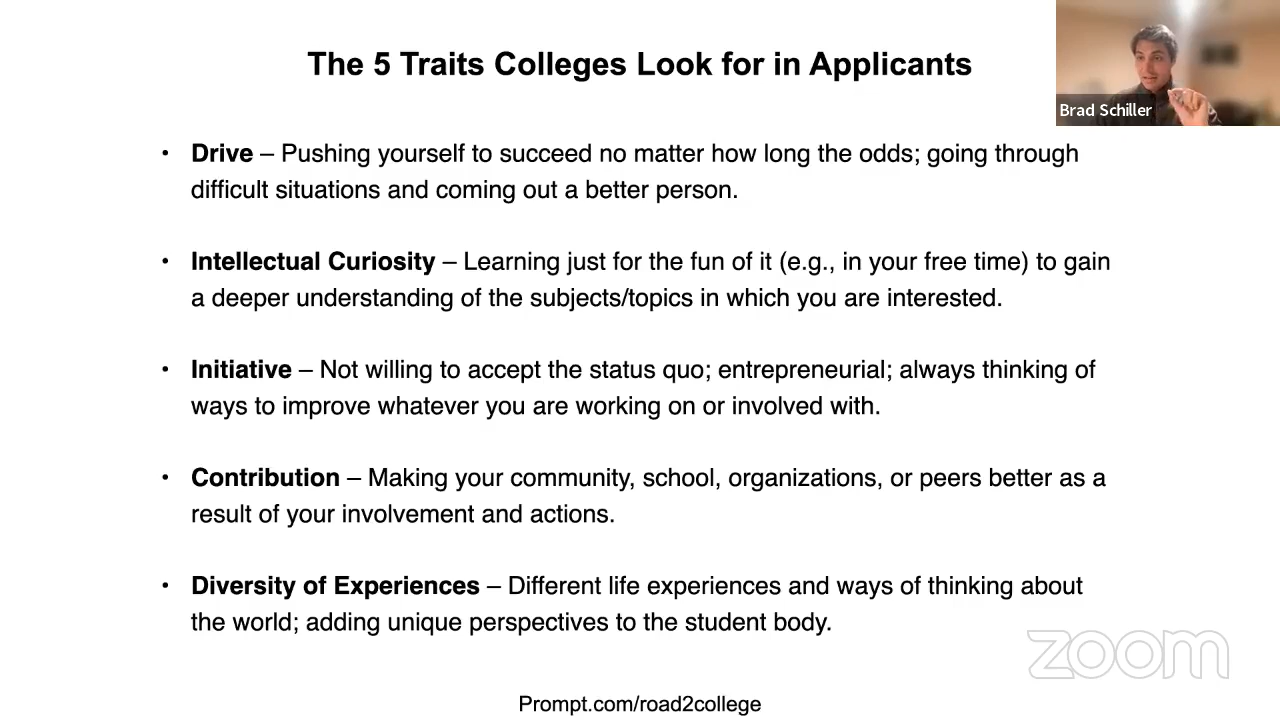 The 5 Traits Colleges Look for in Applicants
Brad Schiller
• Drive – Pushing yourself to succeed no matter how long the odds; going through
difficult situations and coming out a better person.
• Intellectual Curiosity – Learning just for the fun of it (e.g., in your free time) to gain
a deeper understanding of the subjects/topics in which you are interested.
• Initiative – Not willing to accept the status quo; entrepreneurial; always thinking of
ways to improve whatever you are working on or involved with.
• Contribution – Making your community, school, organizations, or peers better as a
result of your involvement and actions.
• Diversity of Experiences – Different life experiences and ways of thinking about
the world; adding unique perspectives to the student body.
zoom
Prompt.com/road2college